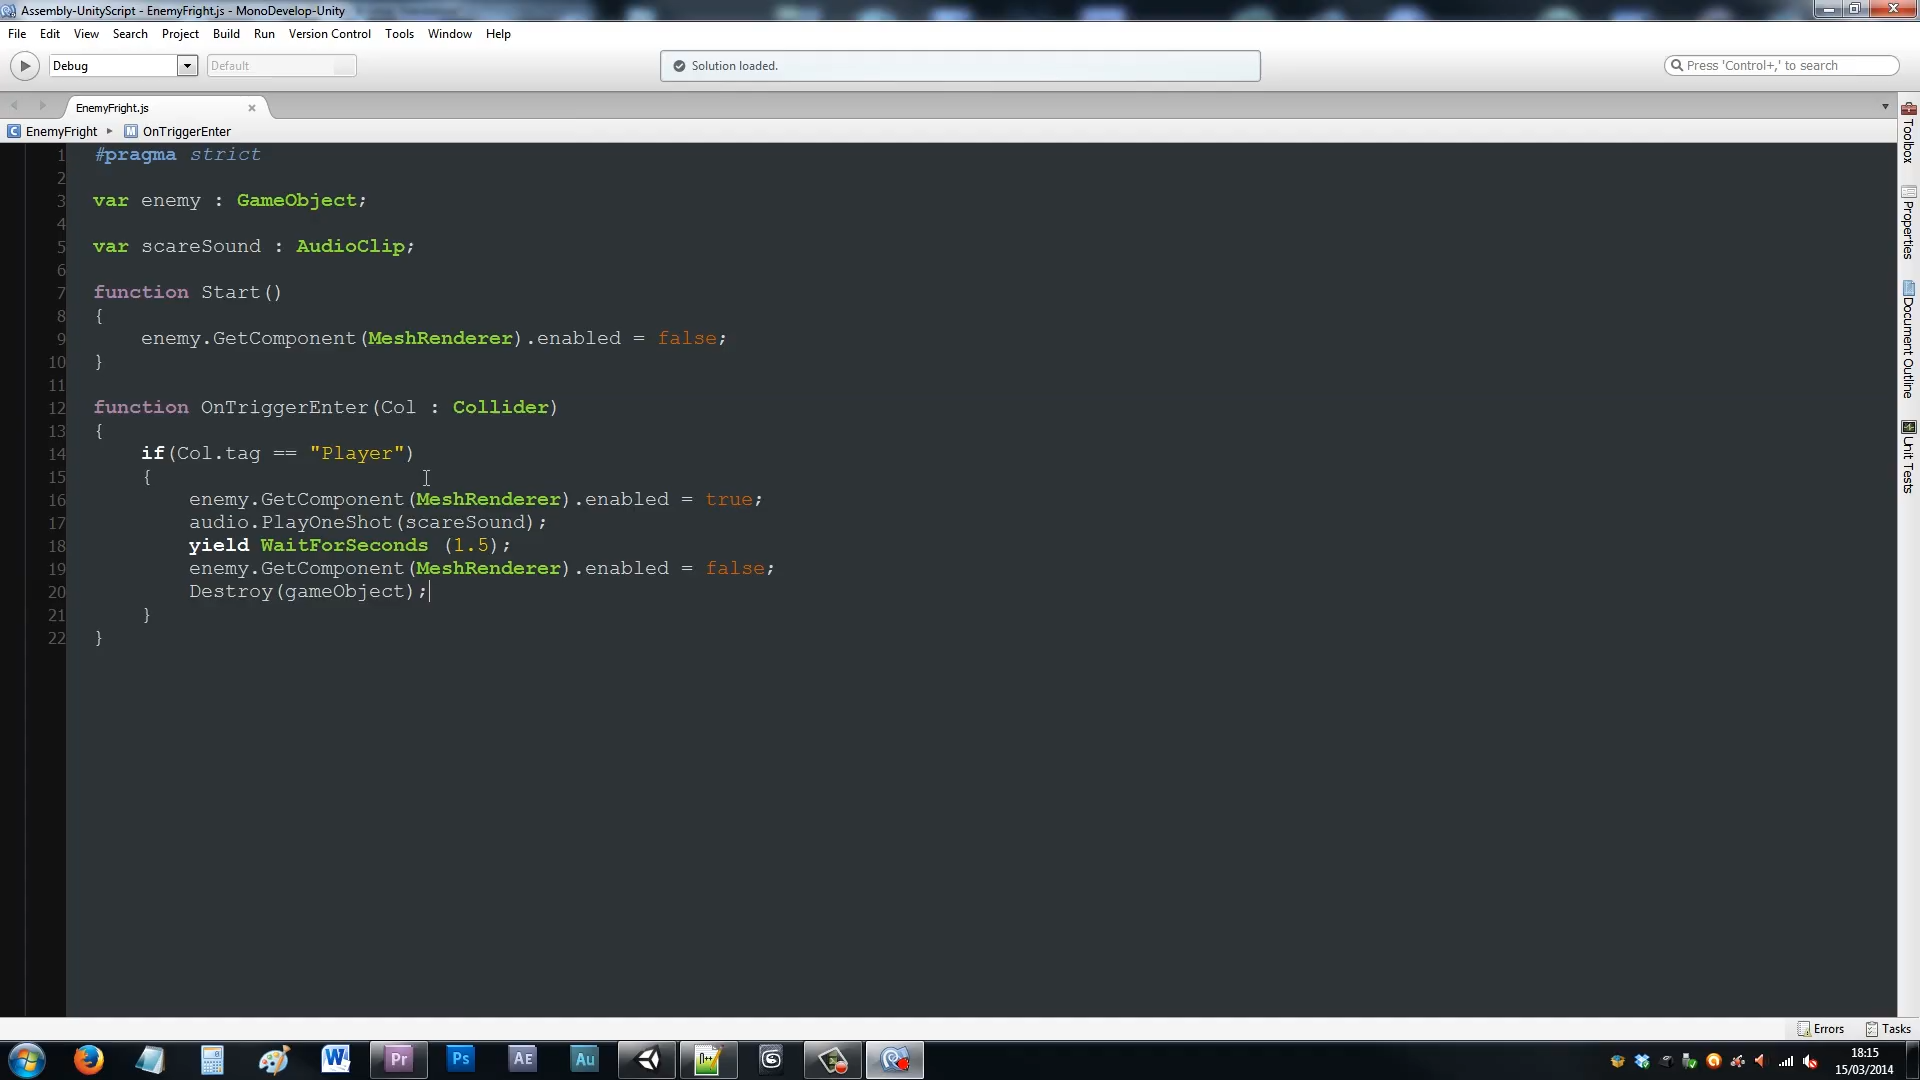 Assembly-UnityScript - EnemyFright.js - MonoDevelop-Unity
File Edit View Search Project Build Run Version Control Tools Window Help
Debug Default Solution loaded. Press 'Control+,' to search
EnemyFright.js
EnemyFright OnTriggerEnter
1 #pragma strict
2
3 var enemy : GameObject;
4
5 var scareSound : AudioClip;
6
7 function Start()
8 {
9 enemy.GetComponent(MeshRenderer).enabled = false;
10 }
11
12 function OnTriggerEnter(Col : Collider)
13 {
14 if(Col.tag == "Player")
15 {
16 enemy.GetComponent(MeshRenderer).enabled = true;
17 audio.PlayOneShot(scareSound);
18 yield WaitForSeconds (1.5);
19 enemy.GetComponent(MeshRenderer).enabled = false;
20 Destroy(gameObject);
21 }
22 }
Toolbox
Properties
Document Outline
Unit Tests
Errors Tasks
W Pr Ps AE Au
18:15
15/03/2014